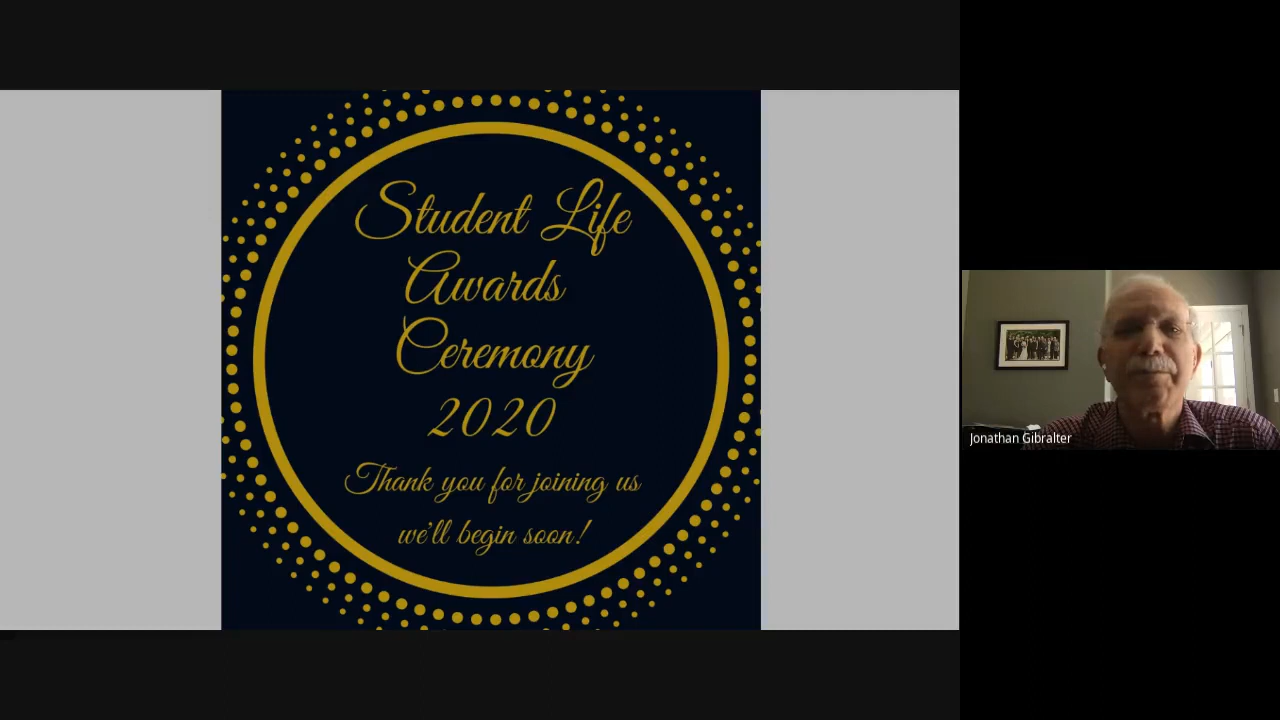 Student Life
Awards
Ceremony
2020
Thank you for joining us
we'll begin soon!
Jonathan Gibralter